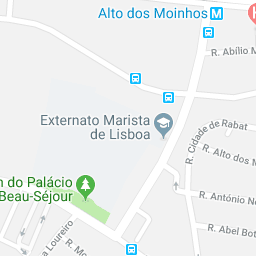 Alto dos Moinhos M
R. Abílio M
Externato Marista
de Lisboa
R. Cidade de Rabat
R. Alto dos M
m do Palácio
Beau-Séjour
R. António N
a Loureiro
R. Mo
R. Abel Bot